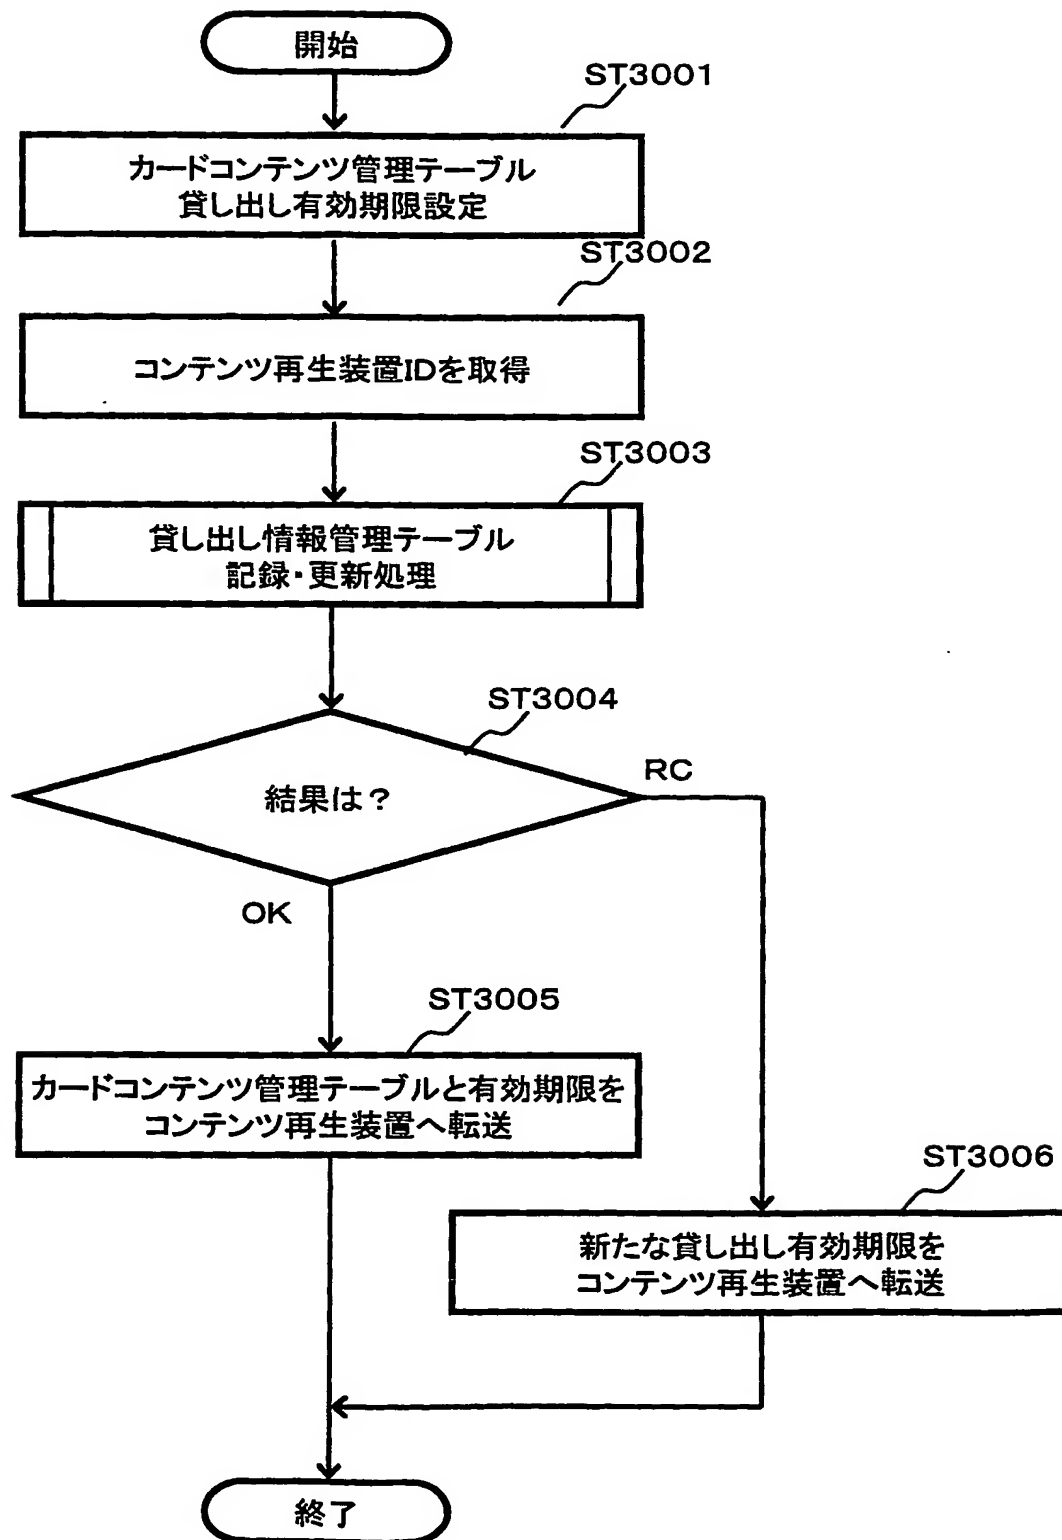 開始
ST3001
カードコンテンツ管理テーブル
貸し出し有効期限設定
ST3002
コンテンツ再生装置IDを取得
ST3003
貸し出し情報管理テーブル
記録・更新処理
ST3004
結果は？
RC
OK
ST3005
カードコンテンツ管理テーブルと有効期限を
コンテンツ再生装置へ転送
ST3006
新たな貸し出し有効期限を
コンテンツ再生装置へ転送
終了